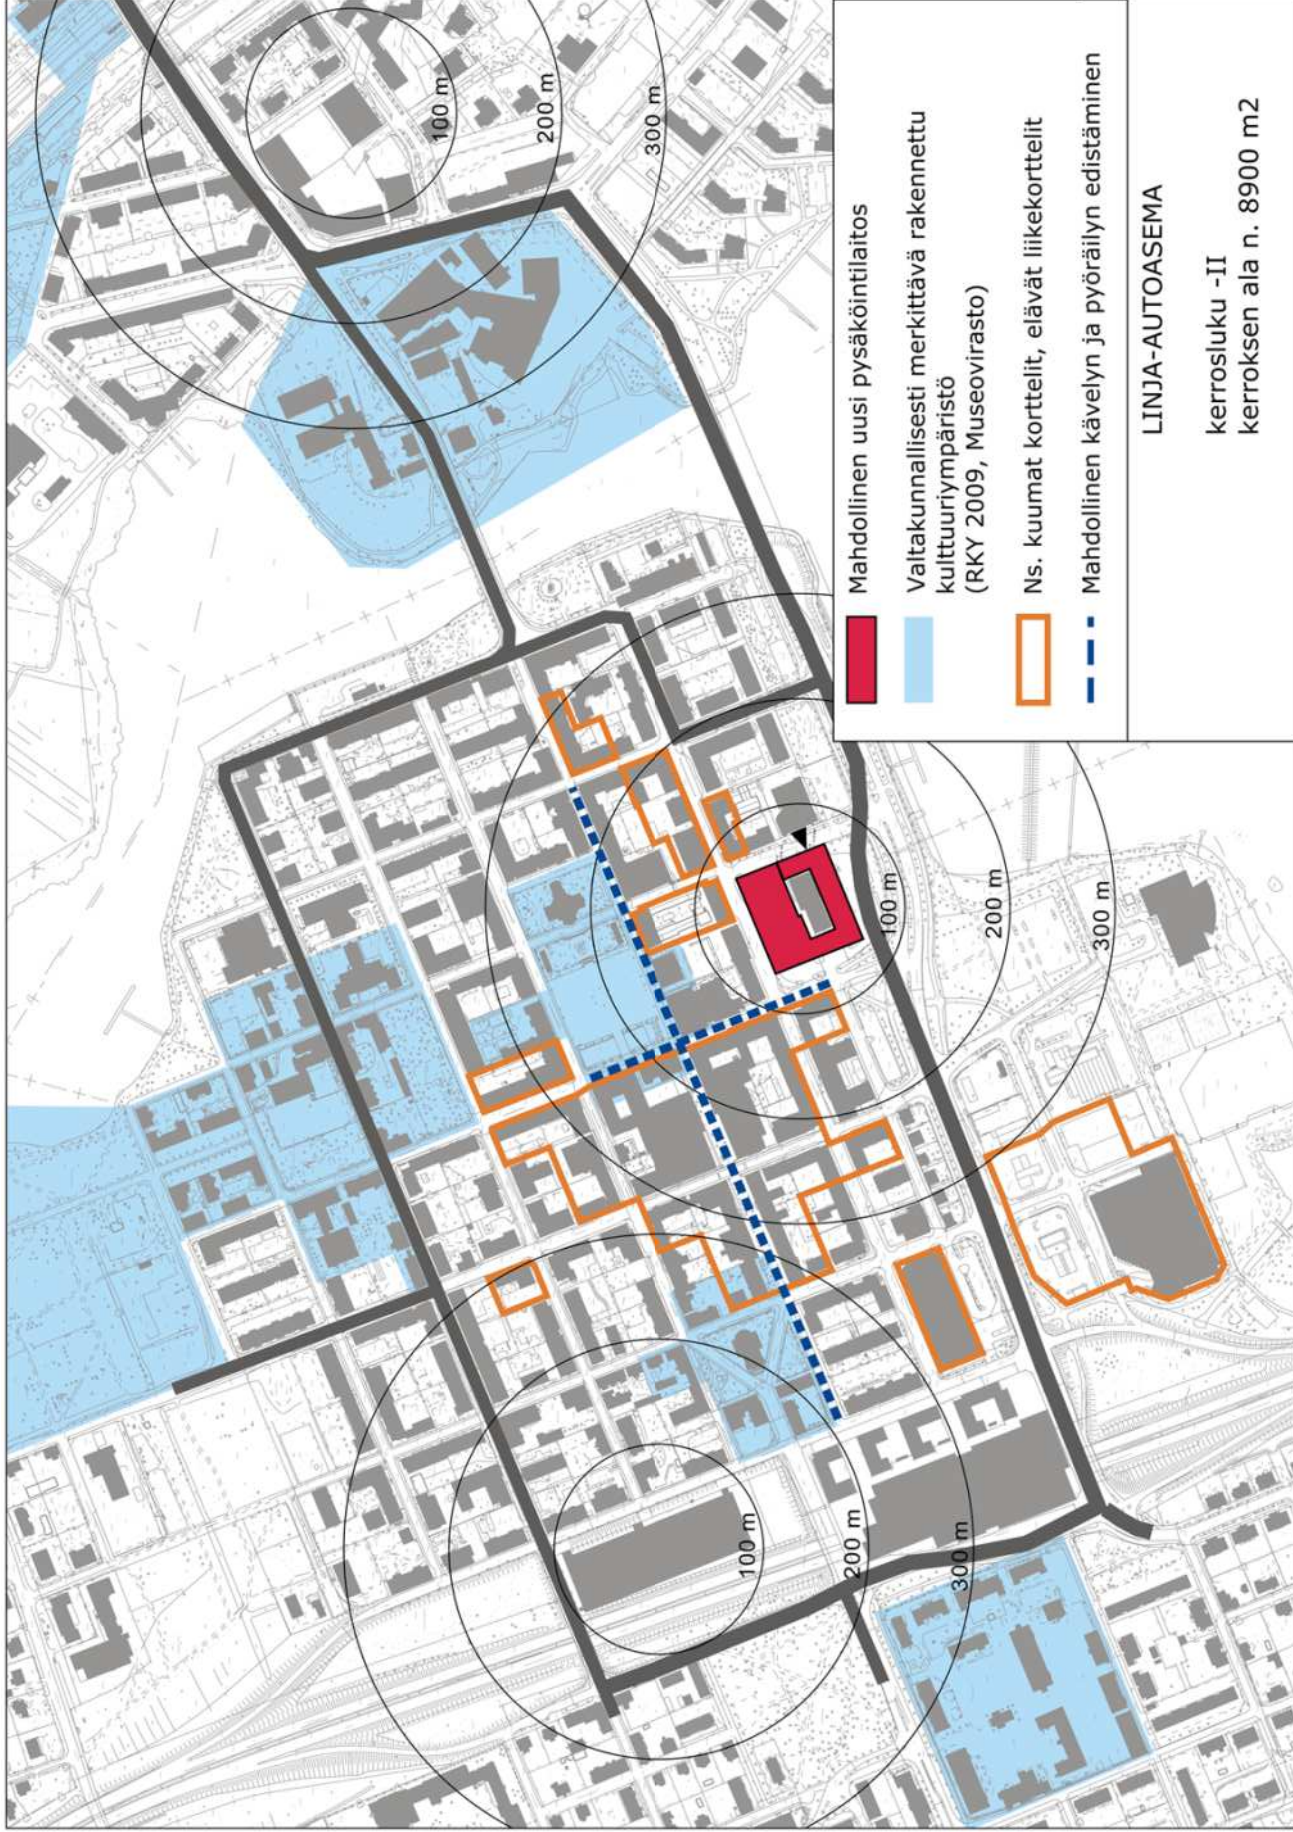 100 m
200 m
300 m
100 m
200 m
300 m
100 m
200 m
300 m
Mahdollinen uusi pysäköintilaitos
Valtakunnallisesti merkittävä rakennettu
kulttuuriympäristö
(RKY 2009, Museovirasto)
Ns. kuumat korttelit, elävät liikekorttelit
Mahdollinen kävelyn ja pyöräilyn edistäminen
LINJA-AUTOASEMA
kerrosluku -II
kerroksen ala n. 8900 m2